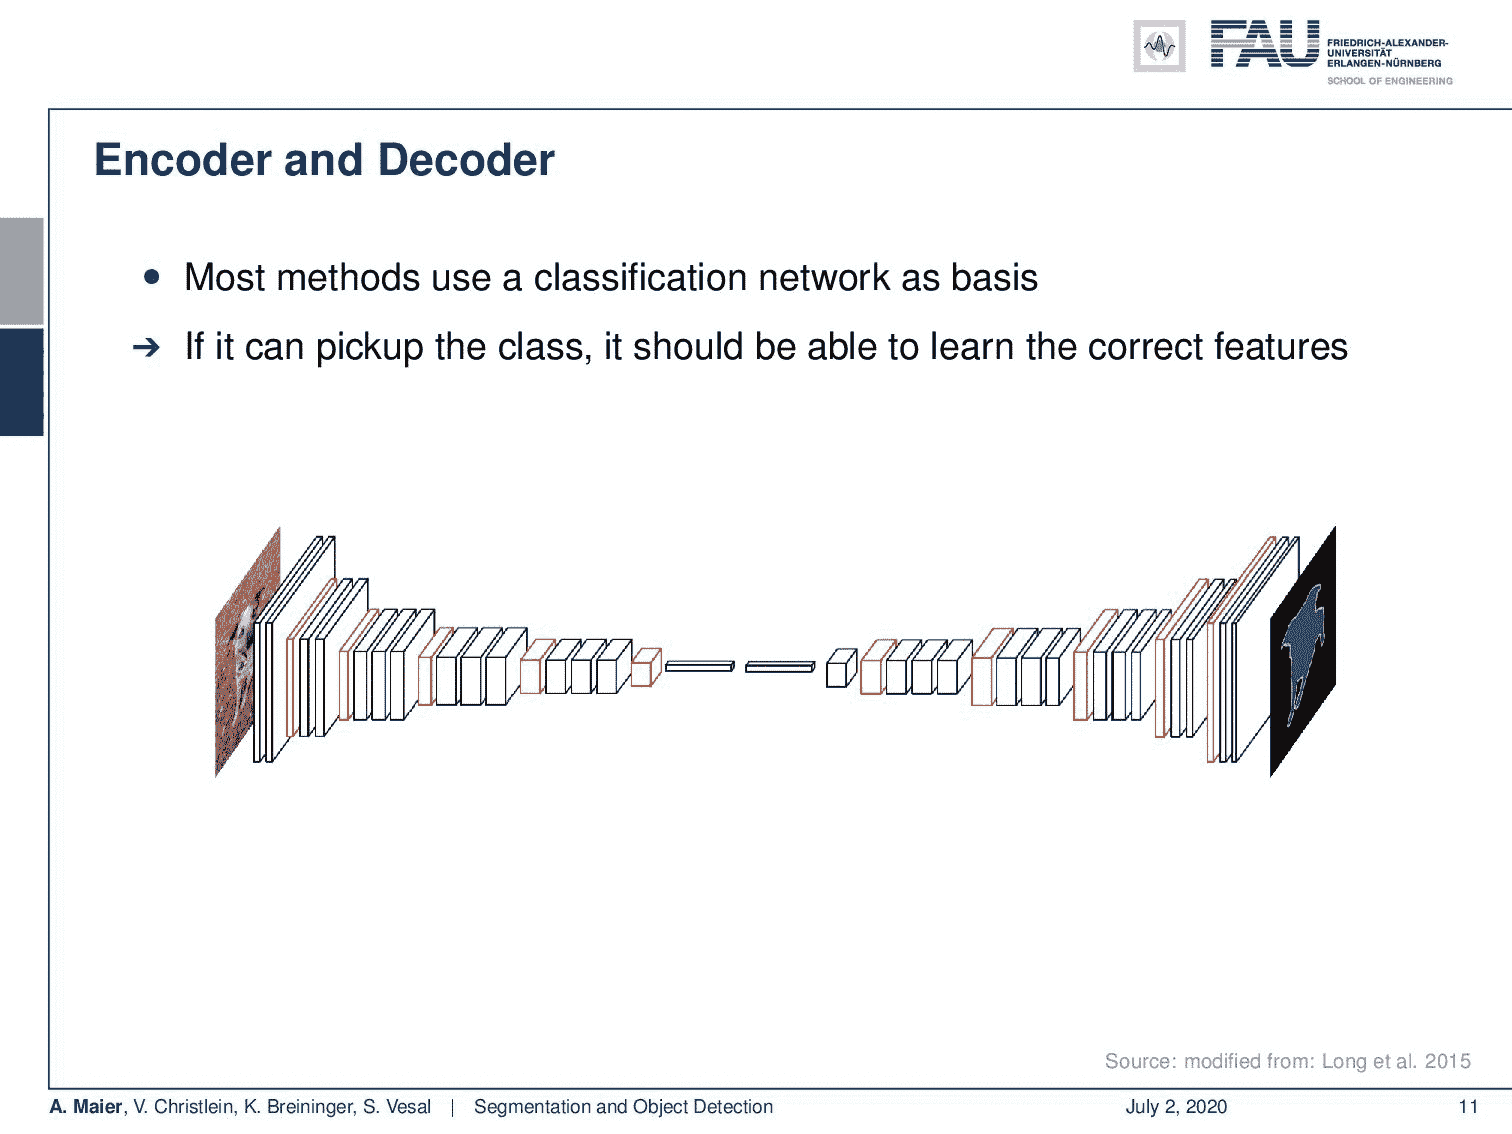 FAU
FRIEDRICH-ALEXANDER-
UNIVERSITÄT
ERLANGEN-NÜRNBERG
SCHOOL OF ENGINEERING
Encoder and Decoder
• Most methods use a classification network as basis
➔ If it can pickup the class, it should be able to learn the correct features
Source: modified from: Long et al. 2015
A. Maier, V. Christlein, K. Breininger, S. Vesal | Segmentation and Object Detection July 2, 2020 11